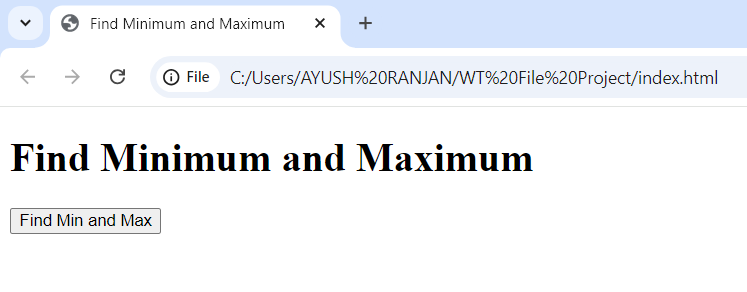 Find Minimum and Maximum
File C:/Users/AYUSH%20RANJAN/WT%20File%20Project/index.html
Find Minimum and Maximum
Find Min and Max